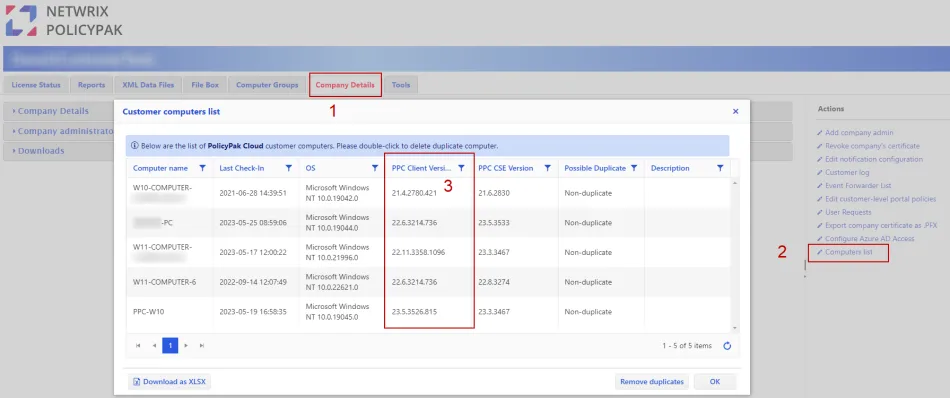 NETWRIX
POLICYPAK
License Status Reports XML Data Files File Box Computer Groups Company Details Tools
1
Company Details
Company administrato
Downloads
Customer computers list
Below are the list of PolicyPak Cloud customer computers. Please double-click to delete duplicate computer.
Computer name Last Check-In OS PPC Client Versi... PPC CSE Version Possible Duplicate Description
3
W10-COMPUTER- 2021-06-28 14:39:51 Microsoft Windows NT 10.0.19042.0 21.4.2780.421 21.6.2830 Non-duplicate
-PC 2023-05-25 08:59:06 Microsoft Windows NT 10.0.19044.0 22.6.3214.736 23.5.3533 Non-duplicate
W11-COMPUTER- 2023-05-17 12:00:22 Microsoft Windows NT 10.0.21996.0 22.11.3358.1096 23.3.3467 Non-duplicate
W11-COMPUTER-6 2022-09-14 12:07:49 Microsoft Windows NT 10.0.22621.0 22.6.3214.736 22.8.3274 Non-duplicate
PPC-W10 2023-05-19 16:58:35 Microsoft Windows NT 10.0.19045.0 23.5.3526.815 23.3.3467 Non-duplicate
1
1 - 5 of 5 items
Download as XLSX Remove duplicates OK
Actions
Add company admin
Revoke company's certificate
Edit notification configuration
Customer log
Event Forwarder List
Edit customer-level portal policies
User Requests
Export company certificate as .PFX
Configure Azure AD Access
2
Computers list